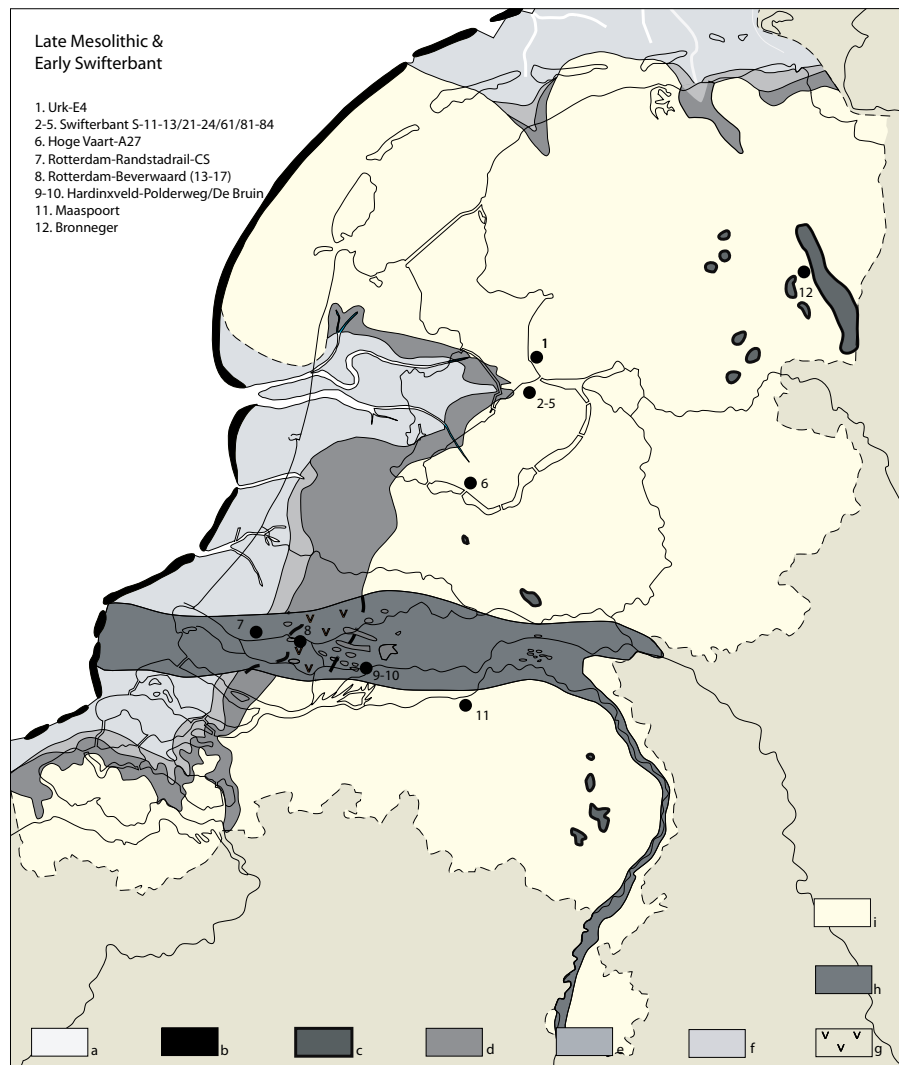 Late Mesolithic &
Early Swifterbant
1. Urk-E4
2-5. Swifterbant S-11-13/21-24/61/81-84
6. Hoge Vaart-A27
7. Rotterdam-Randstadrail-CS
8. Rotterdam-Beverwaard (13-17)
9-10. Hardinxveld-Polderweg/De Bruin
11. Maaspoort
12. Bronneger
12
1
2-5
6
7
8
9-10
11
i
h
a
b
c
d
e
f
g